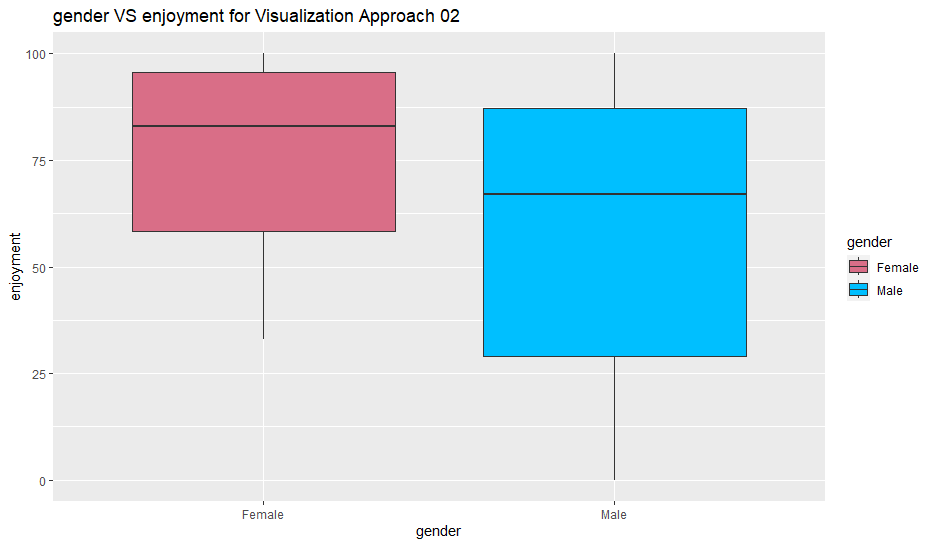 gender VS enjoyment for Visualization Approach 02
100
75
50
25
0
enjoyment
Female
Male
gender
gender
Female
Male